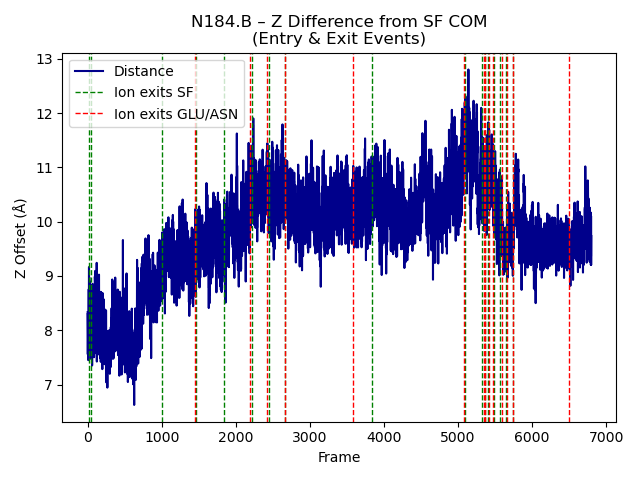 N184.B – Z Difference from SF COM
(Entry & Exit Events)
Distance
Ion exits SF
Ion exits GLU/ASN
Z Offset (Å)
13
12
11
10
9
8
7
0 1000 2000 3000 4000 5000 6000 7000
Frame